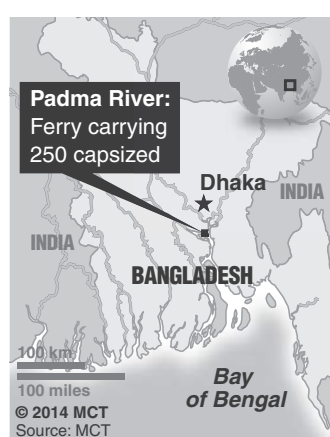 Padma River:
Ferry carrying
250 capsized
Dhaka
INDIA
INDIA
BANGLADESH
100 km
100 miles
Bay
of Bengal
© 2014 MCT
Source: MCT